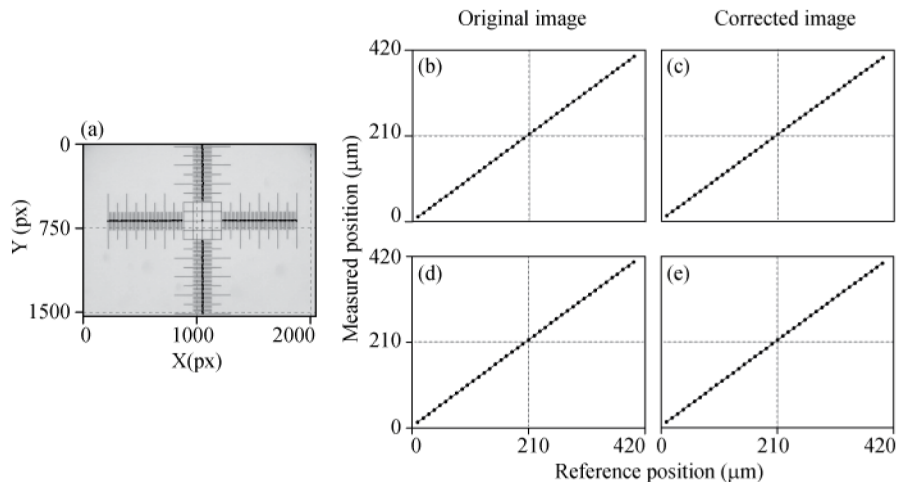 Original image
Corrected image
(a)
0
750
1500
Y (px)
0
1000
2000
X(px)
Measured position (μm)
420
210
0
(b)
(c)
420
210
0
(d)
(e)
0
210
420
0
210
420
Reference position (μm)